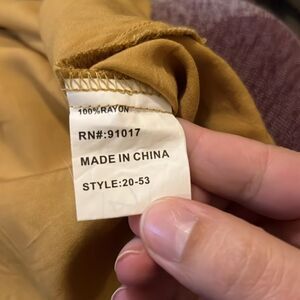 100%RAYON
RN#:91017
MADE IN CHINA
STYLE:20-53